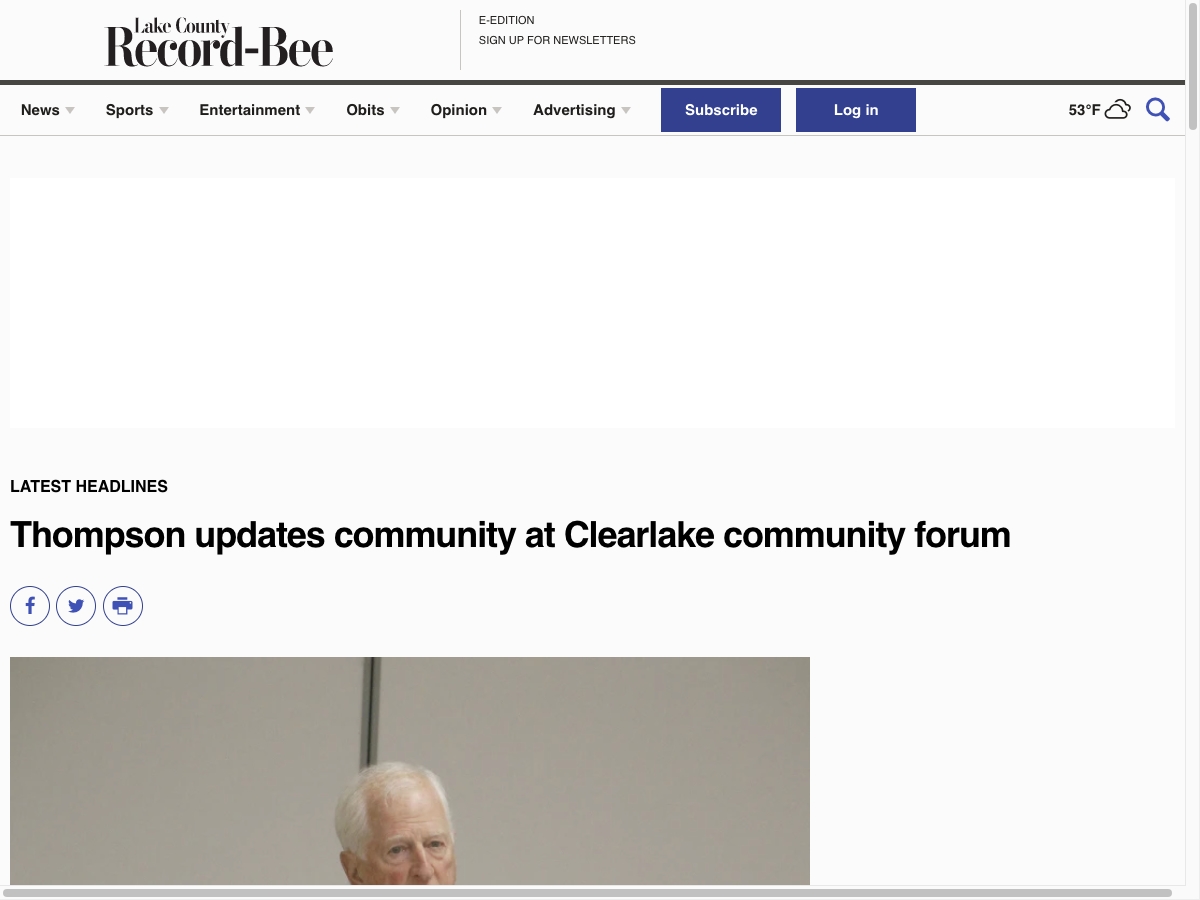 Lake County
Record-Bee
E-EDITION
SIGN UP FOR NEWSLETTERS
News
Sports
Entertainment
Obits
Opinion
Advertising
Subscribe
Log in
53°F
LATEST HEADLINES
Thompson updates community at Clearlake community forum